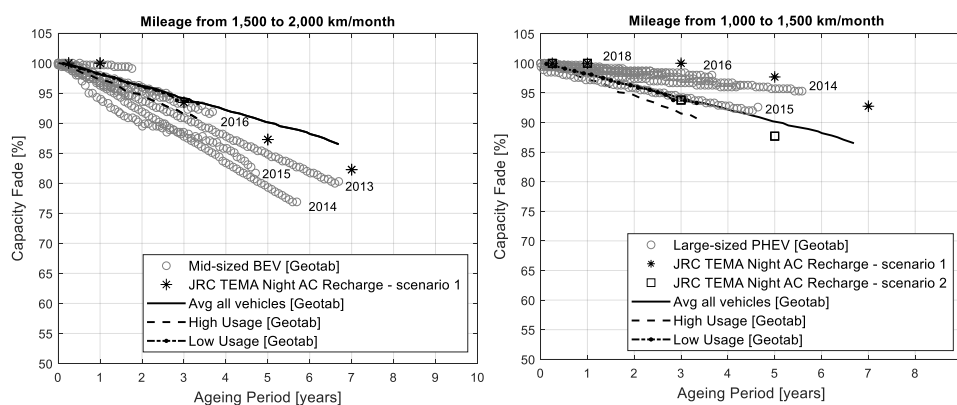 Mileage from 1,500 to 2,000 km/month
105
100
95
90
85
80
75
70
65
60
55
50
Capacity Fade [%]
0 1 2 3 4 5 6 7 8 9 10
Ageing Period [years]
2016
2015
2013
2014
Mid-sized BEV [Geotab]
JRC TEMA Night AC Recharge - scenario 1
Avg all vehicles [Geotab]
High Usage [Geotab]
Low Usage [Geotab]
Mileage from 1,000 to 1,500 km/month
105
100
95
90
85
80
75
70
65
60
55
50
Capacity Fade [%]
0 1 2 3 4 5 6 7 8
Ageing Period [years]
2018
2016
2014
2015
Large-sized PHEV [Geotab]
JRC TEMA Night AC Recharge - scenario 1
JRC TEMA Night AC Recharge - scenario 2
Avg all vehicles [Geotab]
High Usage [Geotab]
Low Usage [Geotab]